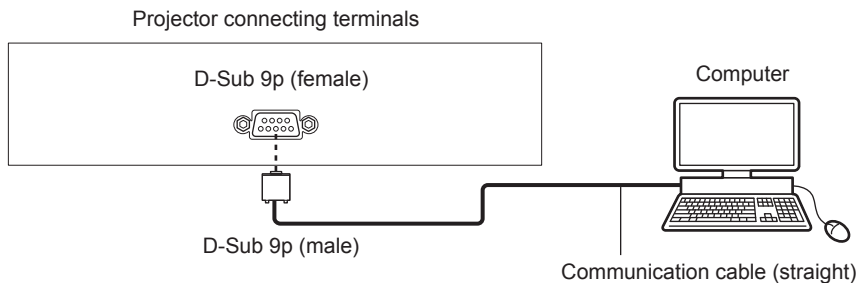 Projector connecting terminals
D-Sub 9p (female)
Computer
D-Sub 9p (male)
Communication cable (straight)